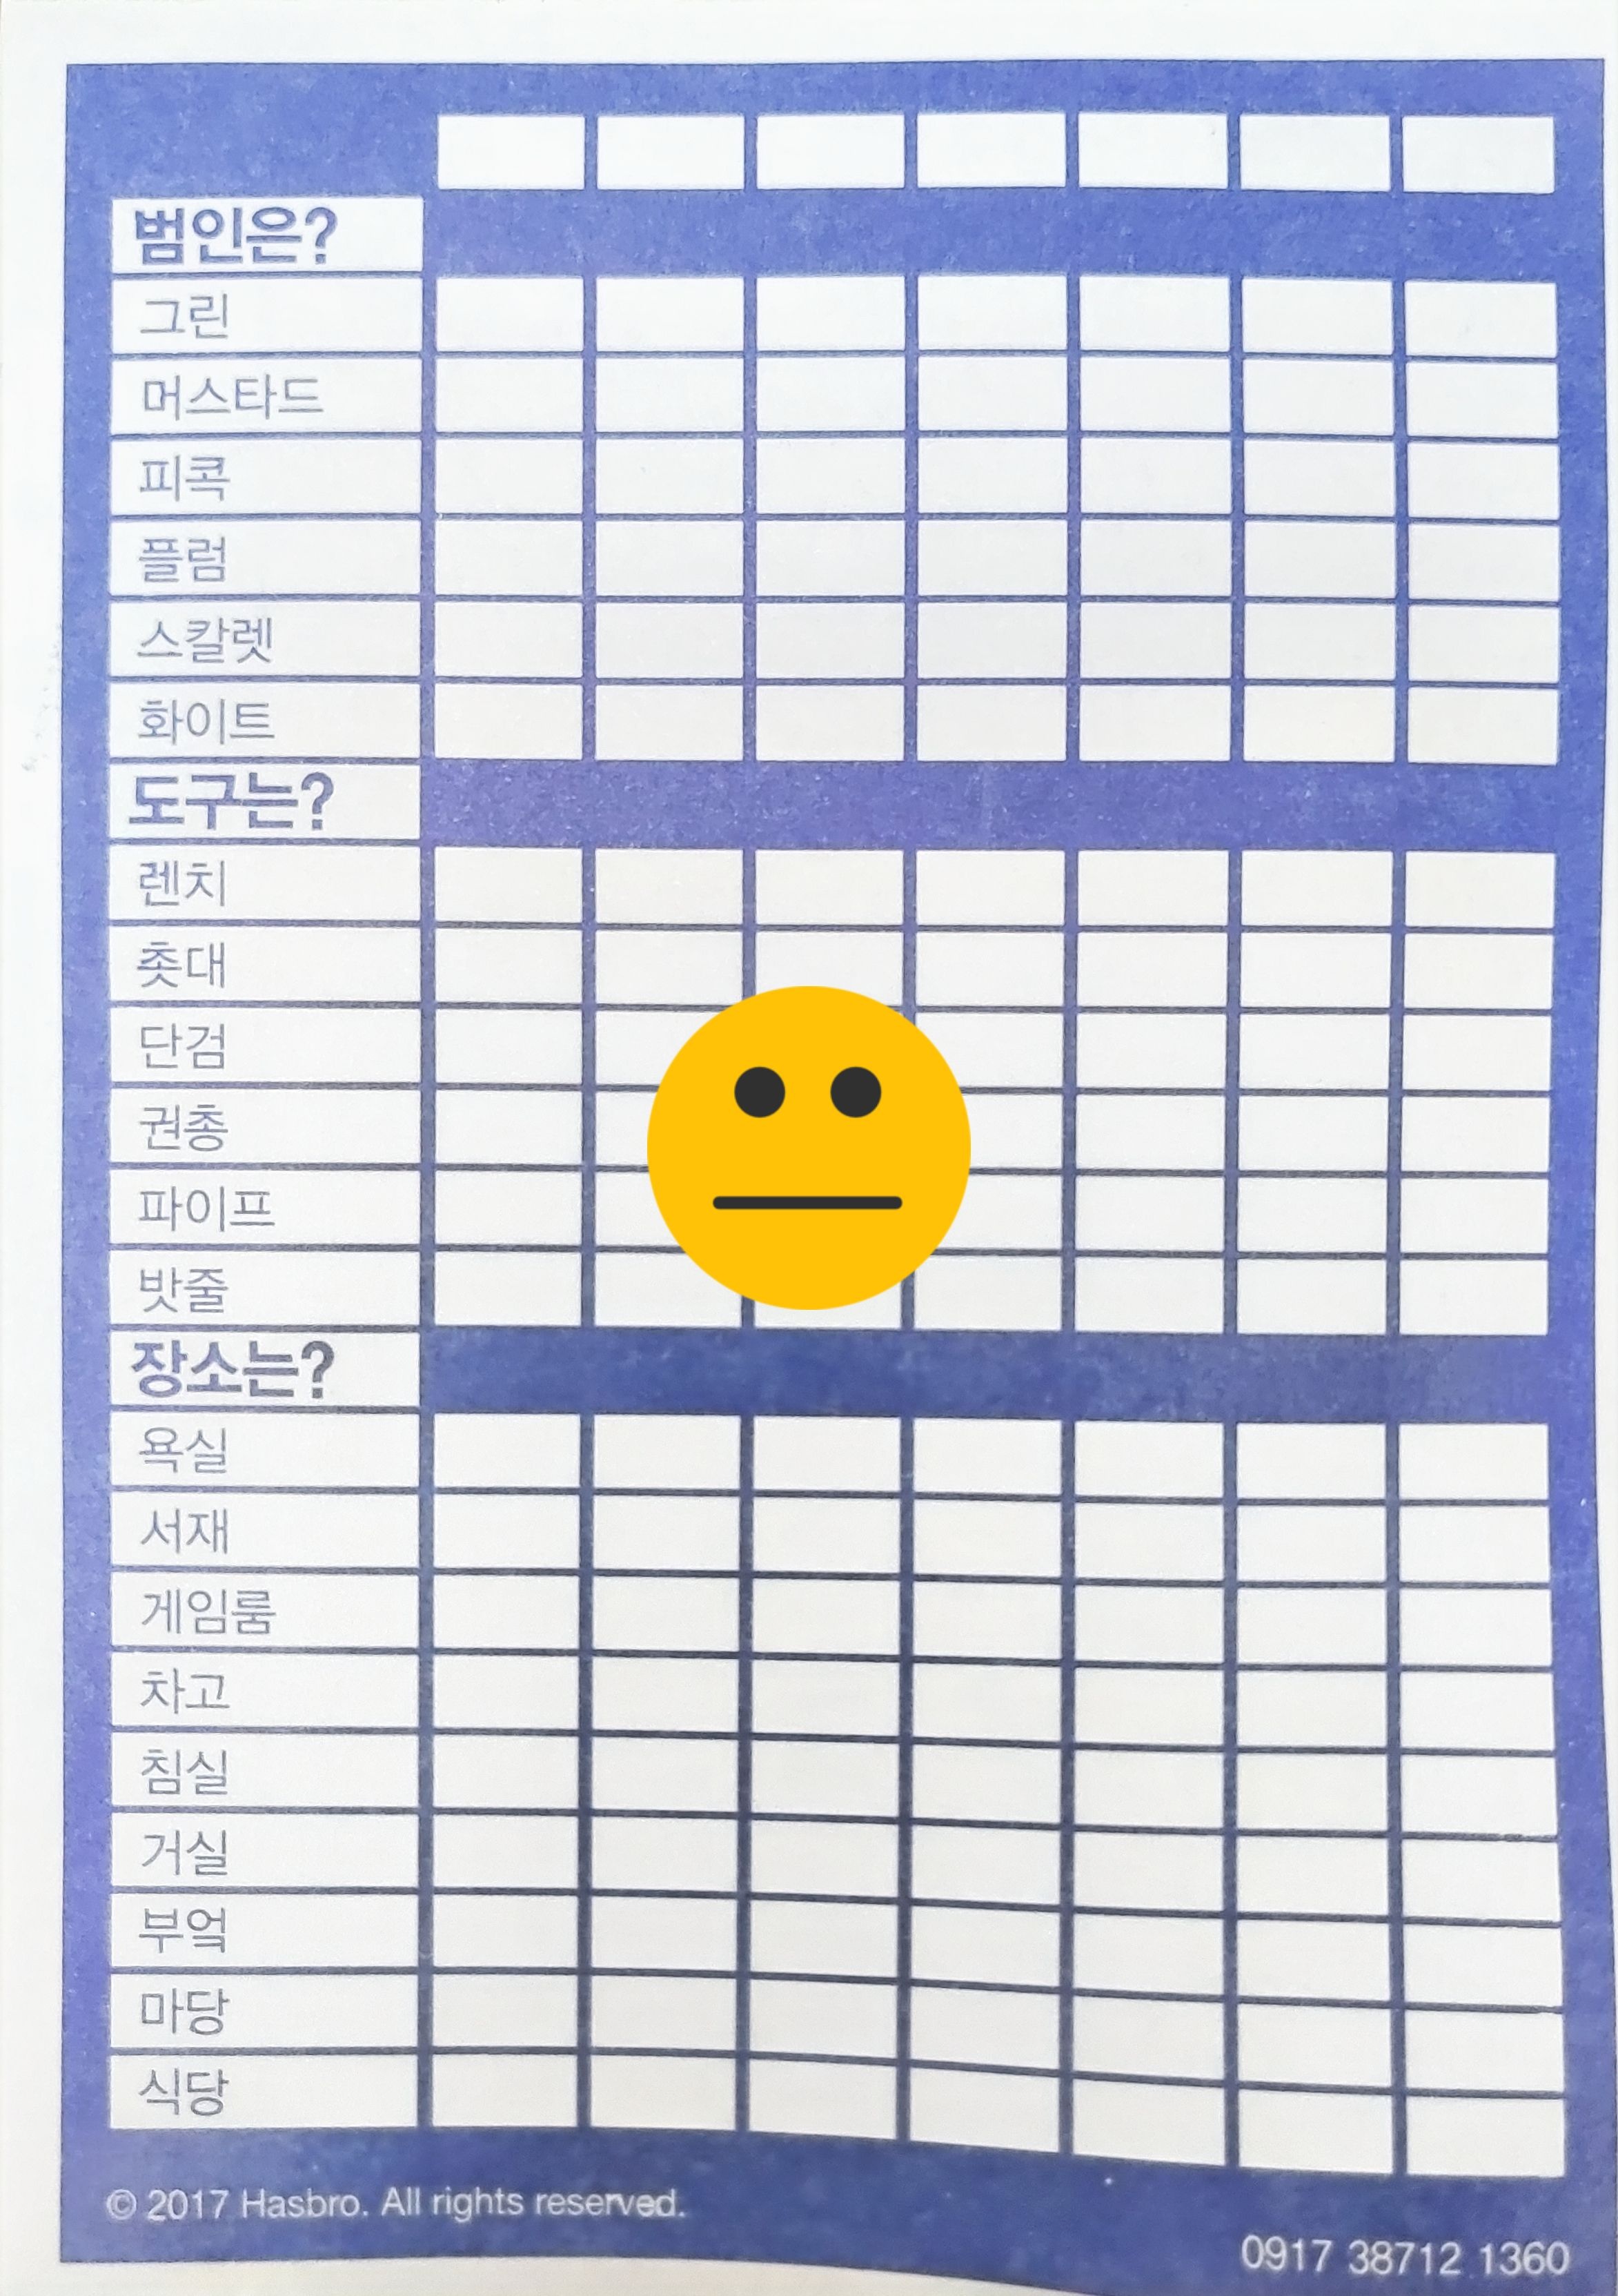 범인은?
그린
머스타드
피콕
플럼
스칼렛
화이트
도구는?
렌치
촛대
단검
권총
파이프
밧줄
장소는?
욕실
서재
게임룸
차고
침실
거실
부엌
마당
식당
© 2017 Hasbro. All rights reserved.
0917 38712 1360